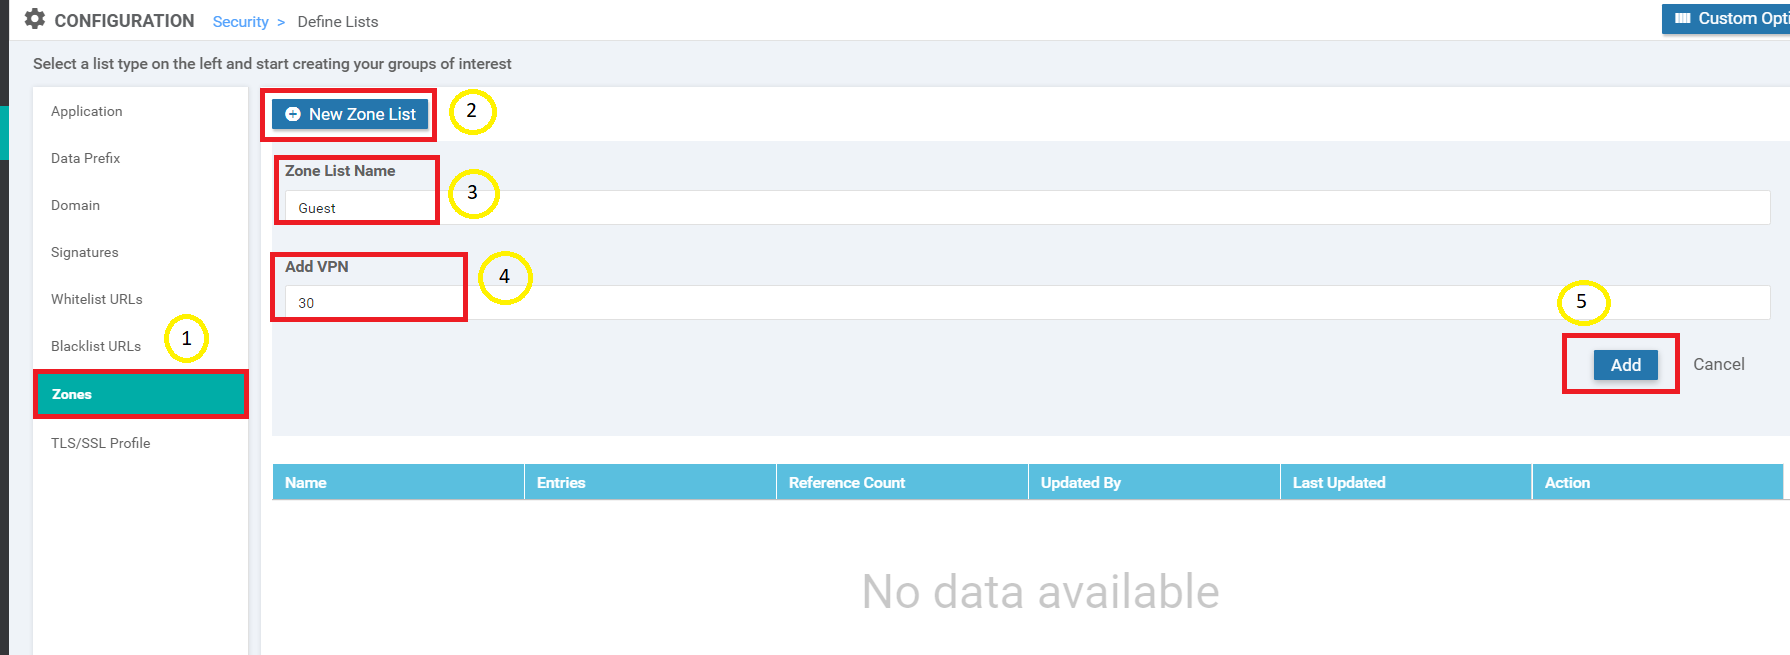 CONFIGURATION Security > Define Lists
Custom Opti
Select a list type on the left and start creating your groups of interest
Application
Data Prefix
Domain
Signatures
Whitelist URLs
Blacklist URLs
1
Zones
TLS/SSL Profile
New Zone List
2
Zone List Name
3
Guest
Add VPN
4
30
5
Add Cancel
Name Entries Reference Count Updated By Last Updated Action
No data available